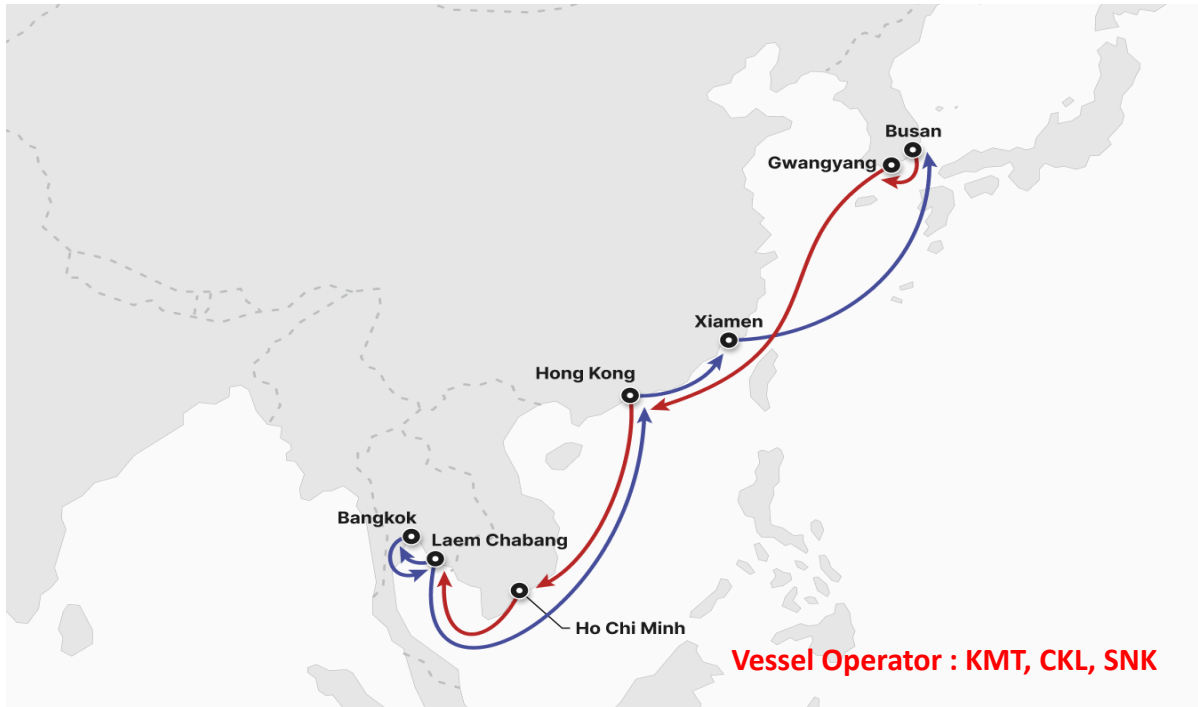 Busan
Gwangyang
Xiamen
Hong Kong
Bangkok
Laem Chabang
Ho Chi Minh
Vessel Operator : KMT, CKL, SNK